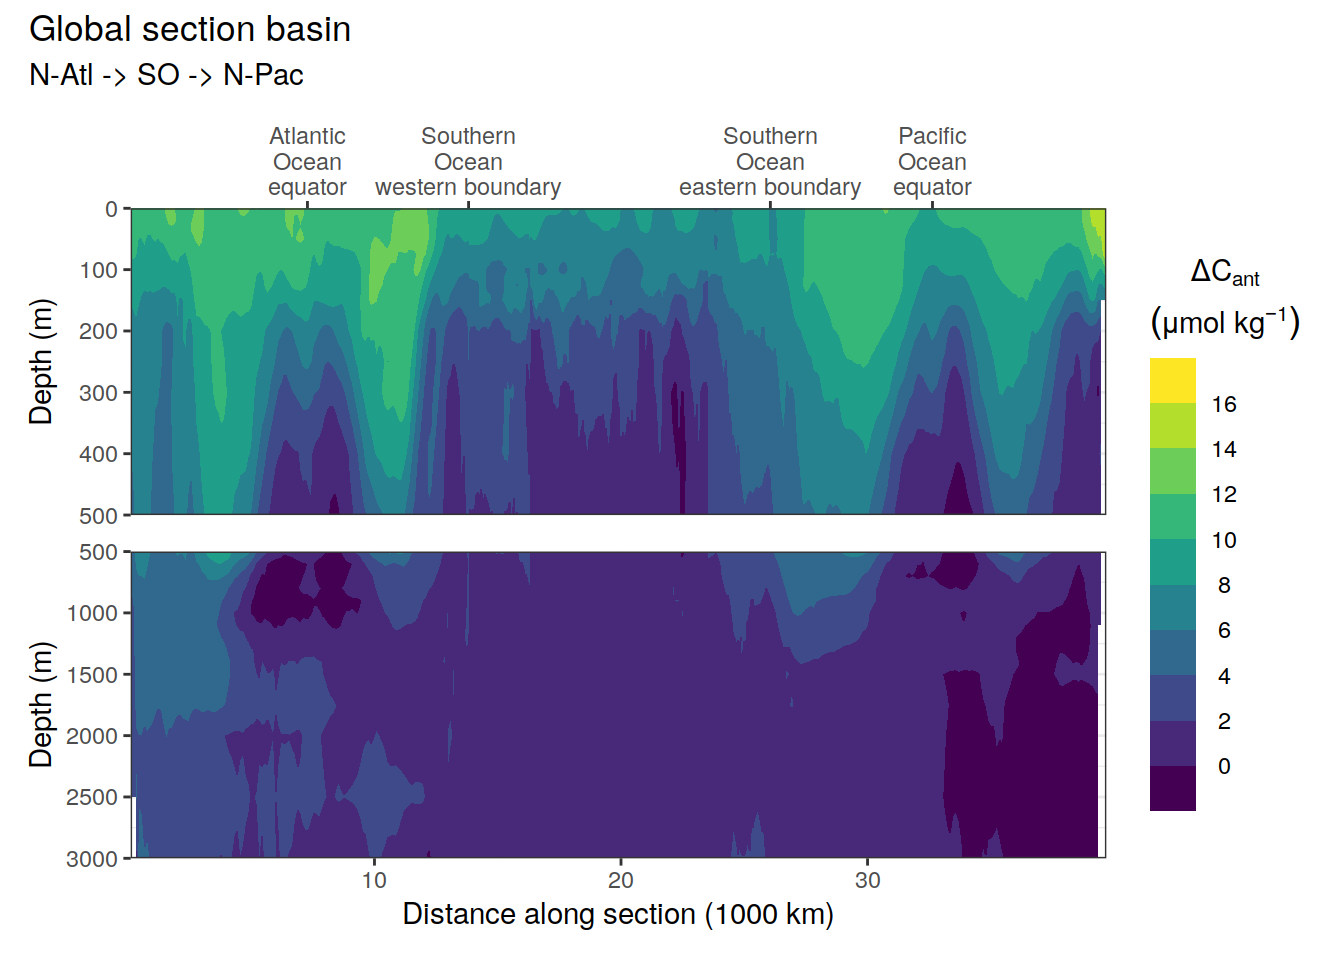 Global section basin
N-Atl -> SO -> N-Pac
Atlantic
Ocean
equator
Southern
Ocean
western boundary
Southern
Ocean
eastern boundary
Pacific
Ocean
equator
Depth (m)
0
100
200
300
400
500
Depth (m)
500
1000
1500
2000
2500
3000
10
20
30
Distance along section (1000 km)
ΔCant
(μmol kg⁻¹)
16
14
12
10
8
6
4
2
0